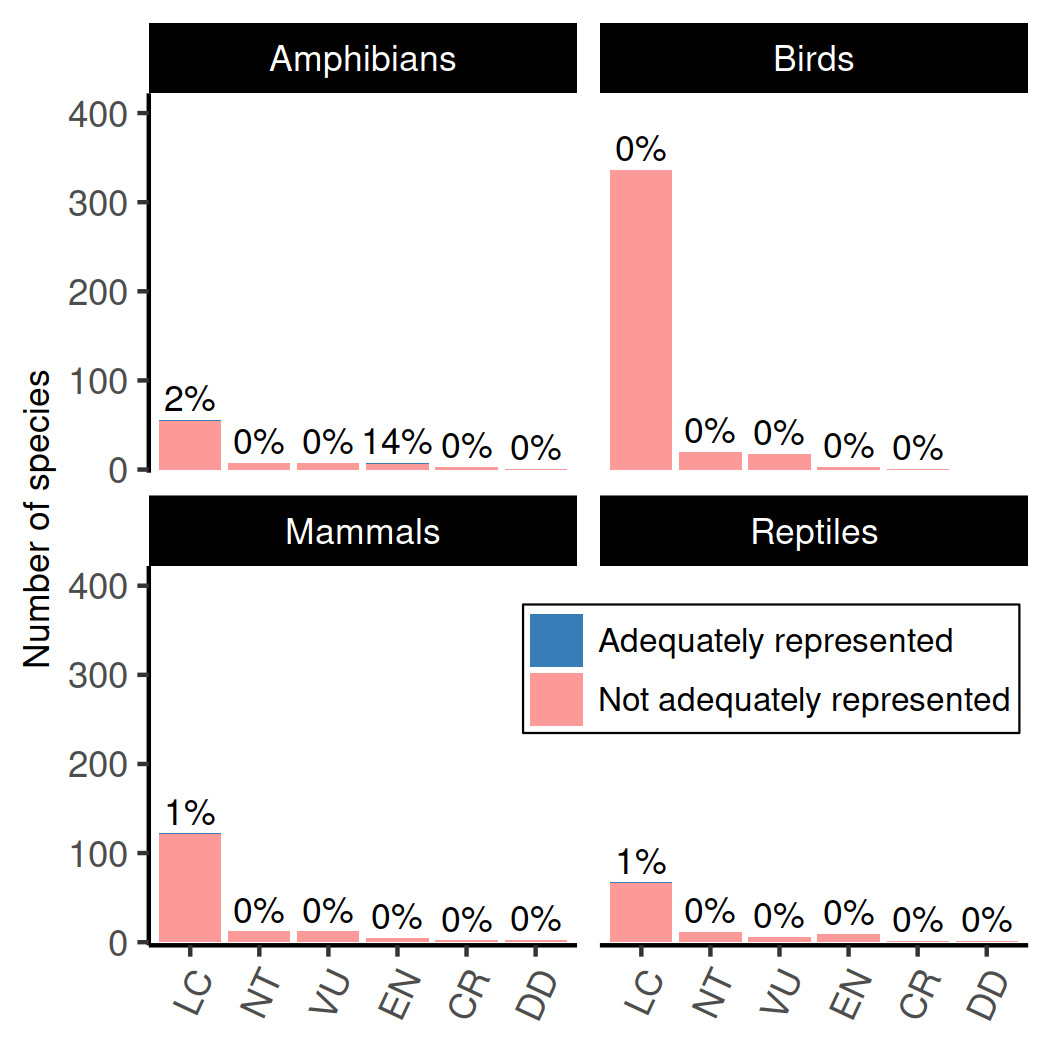 Amphibians
Birds
Number of species
400
300
200
100
0
2%
0%
0%
14%
0%
0%
0%
0%
0%
0%
0%
Mammals
Reptiles
400
300
200
100
0
Adequately represented
Not adequately represented
1%
0%
0%
0%
0%
0%
1%
0%
0%
0%
0%
0%
LC
NT
VU
EN
CR
DD
LC
NT
VU
EN
CR
DD